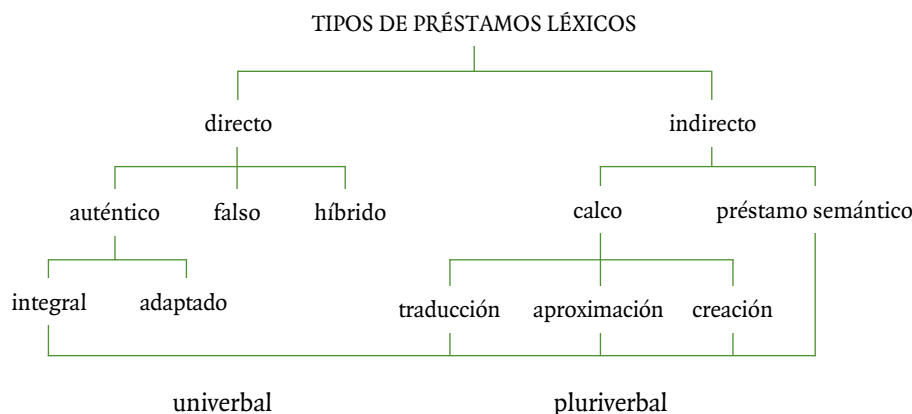 TIPOS DE PRÉSTAMOS LÉXICOS
directo indirecto
auténtico falso híbrido calco préstamo semántico
integral adaptado traducción aproximación creación
univerbal pluriverbal